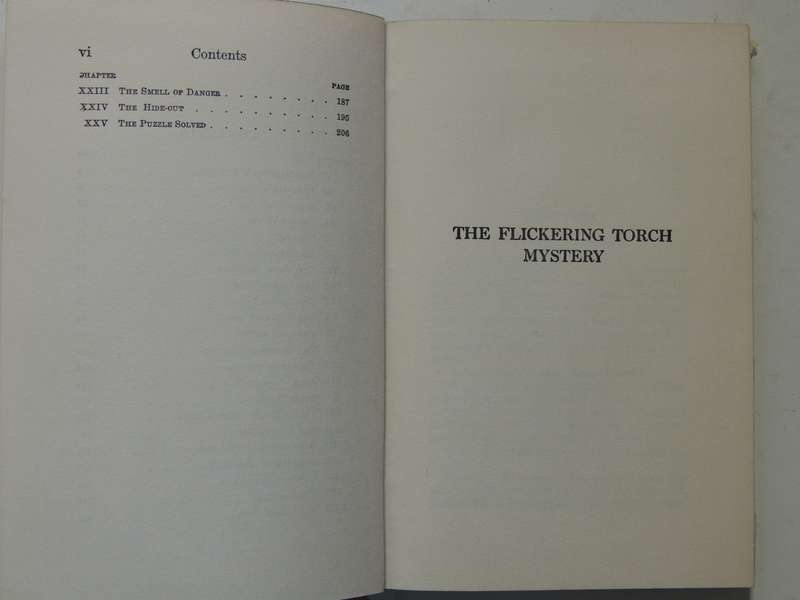 vi Contents
CHAPTER PAGE
XXIII THE SMELL OF DANGER . . . . . . . . 187
XXIV THE HIDE-OUT . . . . . . . . . 195
XXV THE PUZZLE SOLVED . . . . . . . . . 206
THE FLICKERING TORCH
MYSTERY